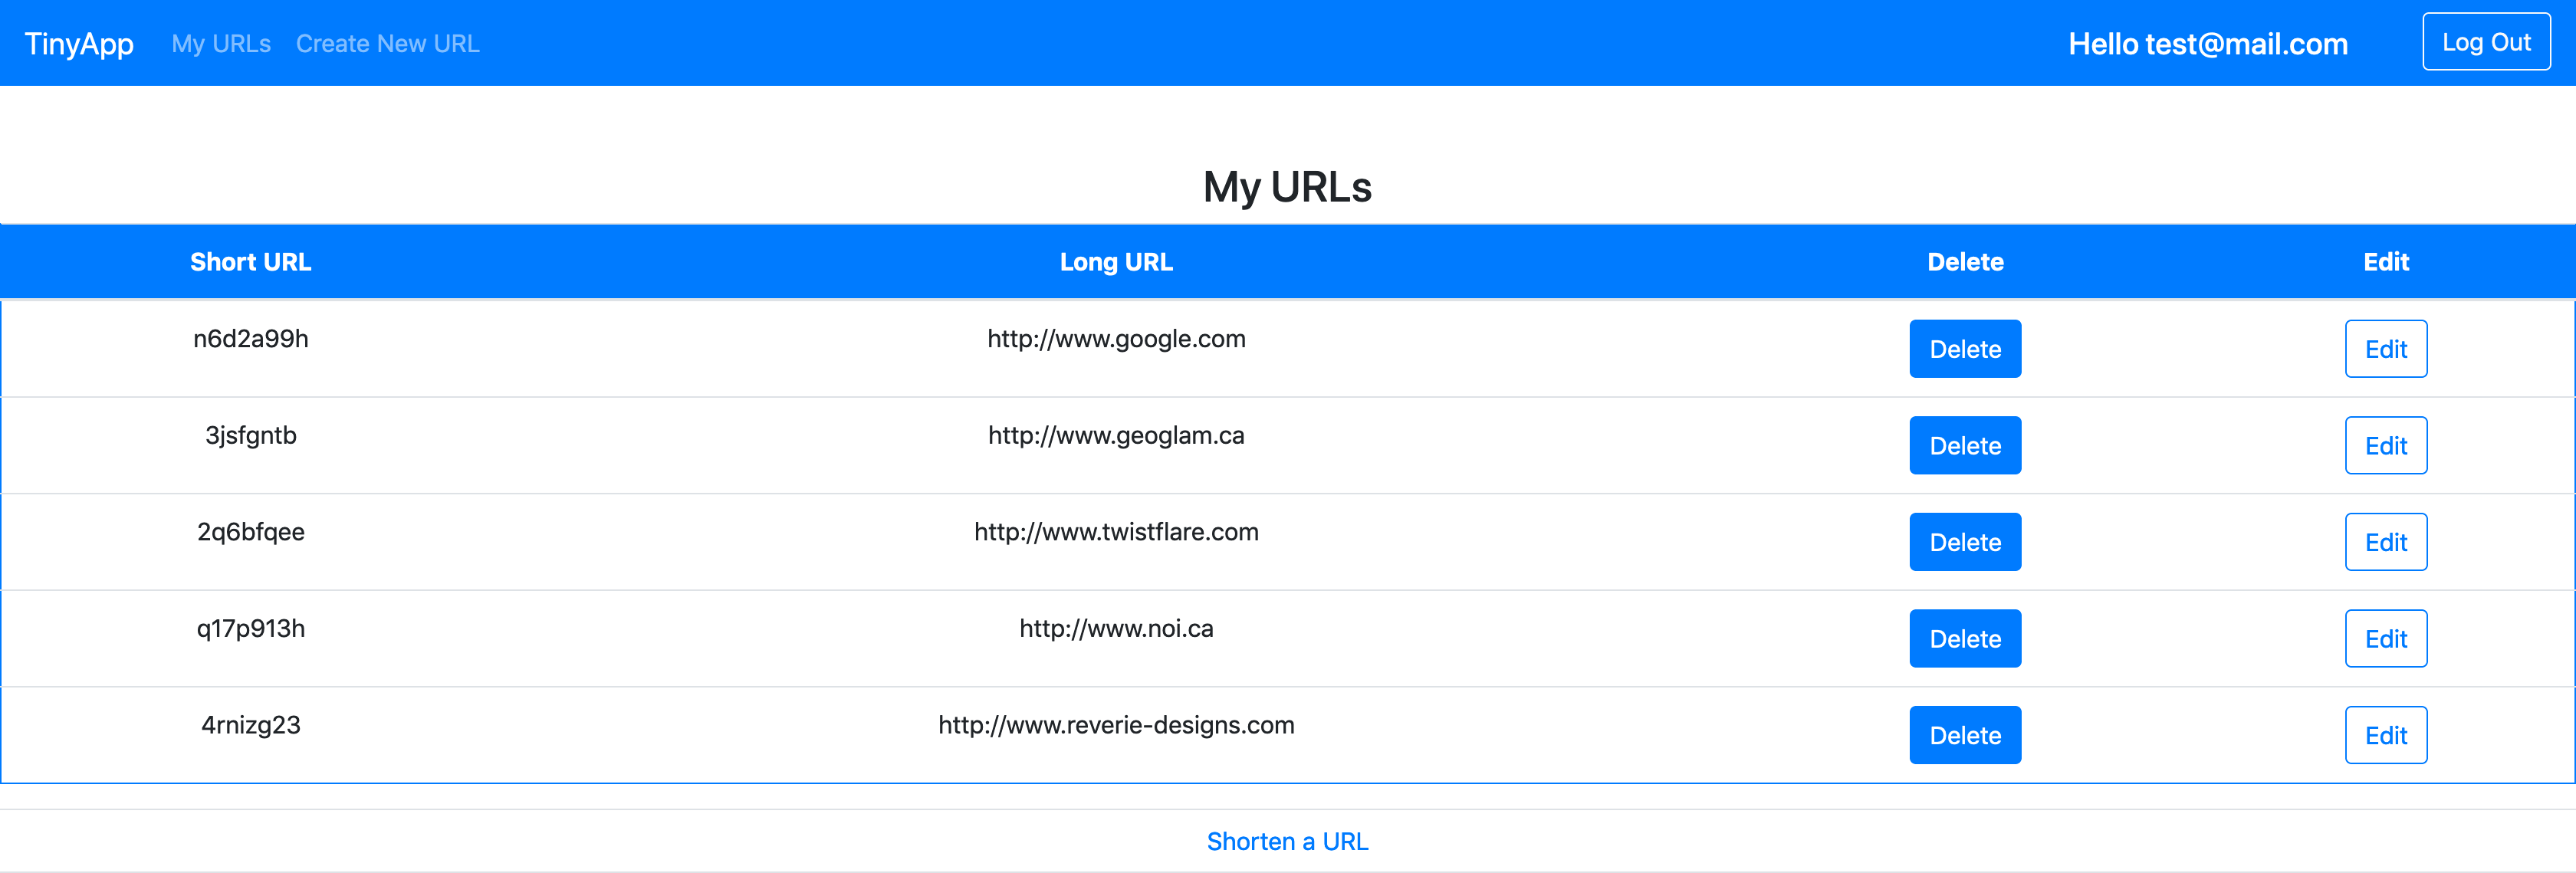 TinyApp My URLs Create New URL Hello test@mail.com Log Out
My URLs
Short URL Long URL Delete Edit
n6d2a99h http://www.google.com Delete Edit
3jsfgntb http://www.geoglam.ca Delete Edit
2q6bfqee http://www.twistflare.com Delete Edit
q17p913h http://www.noi.ca Delete Edit
4rnizg23 http://www.reverie-designs.com Delete Edit
Shorten a URL